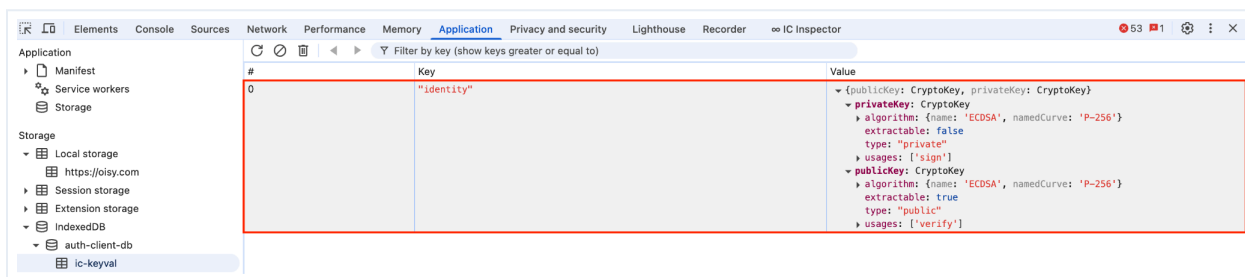 Elements Console Sources Network Performance Memory Application Privacy and security Lighthouse Recorder ∞ IC Inspector 53 1
Application
Filter by key (show keys greater or equal to)
Manifest
Service workers
Storage
Storage
Local storage
https://oisy.com
Session storage
Extension storage
IndexedDB
auth-client-db
ic-keyval
# Key Value
0 "identity" {publicKey: CryptoKey, privateKey: CryptoKey}
privateKey: CryptoKey
algorithm: {name: 'ECDSA', namedCurve: 'P-256'}
extractable: false
type: "private"
usages: ['sign']
publicKey: CryptoKey
algorithm: {name: 'ECDSA', namedCurve: 'P-256'}
extractable: true
type: "public"
usages: ['verify']